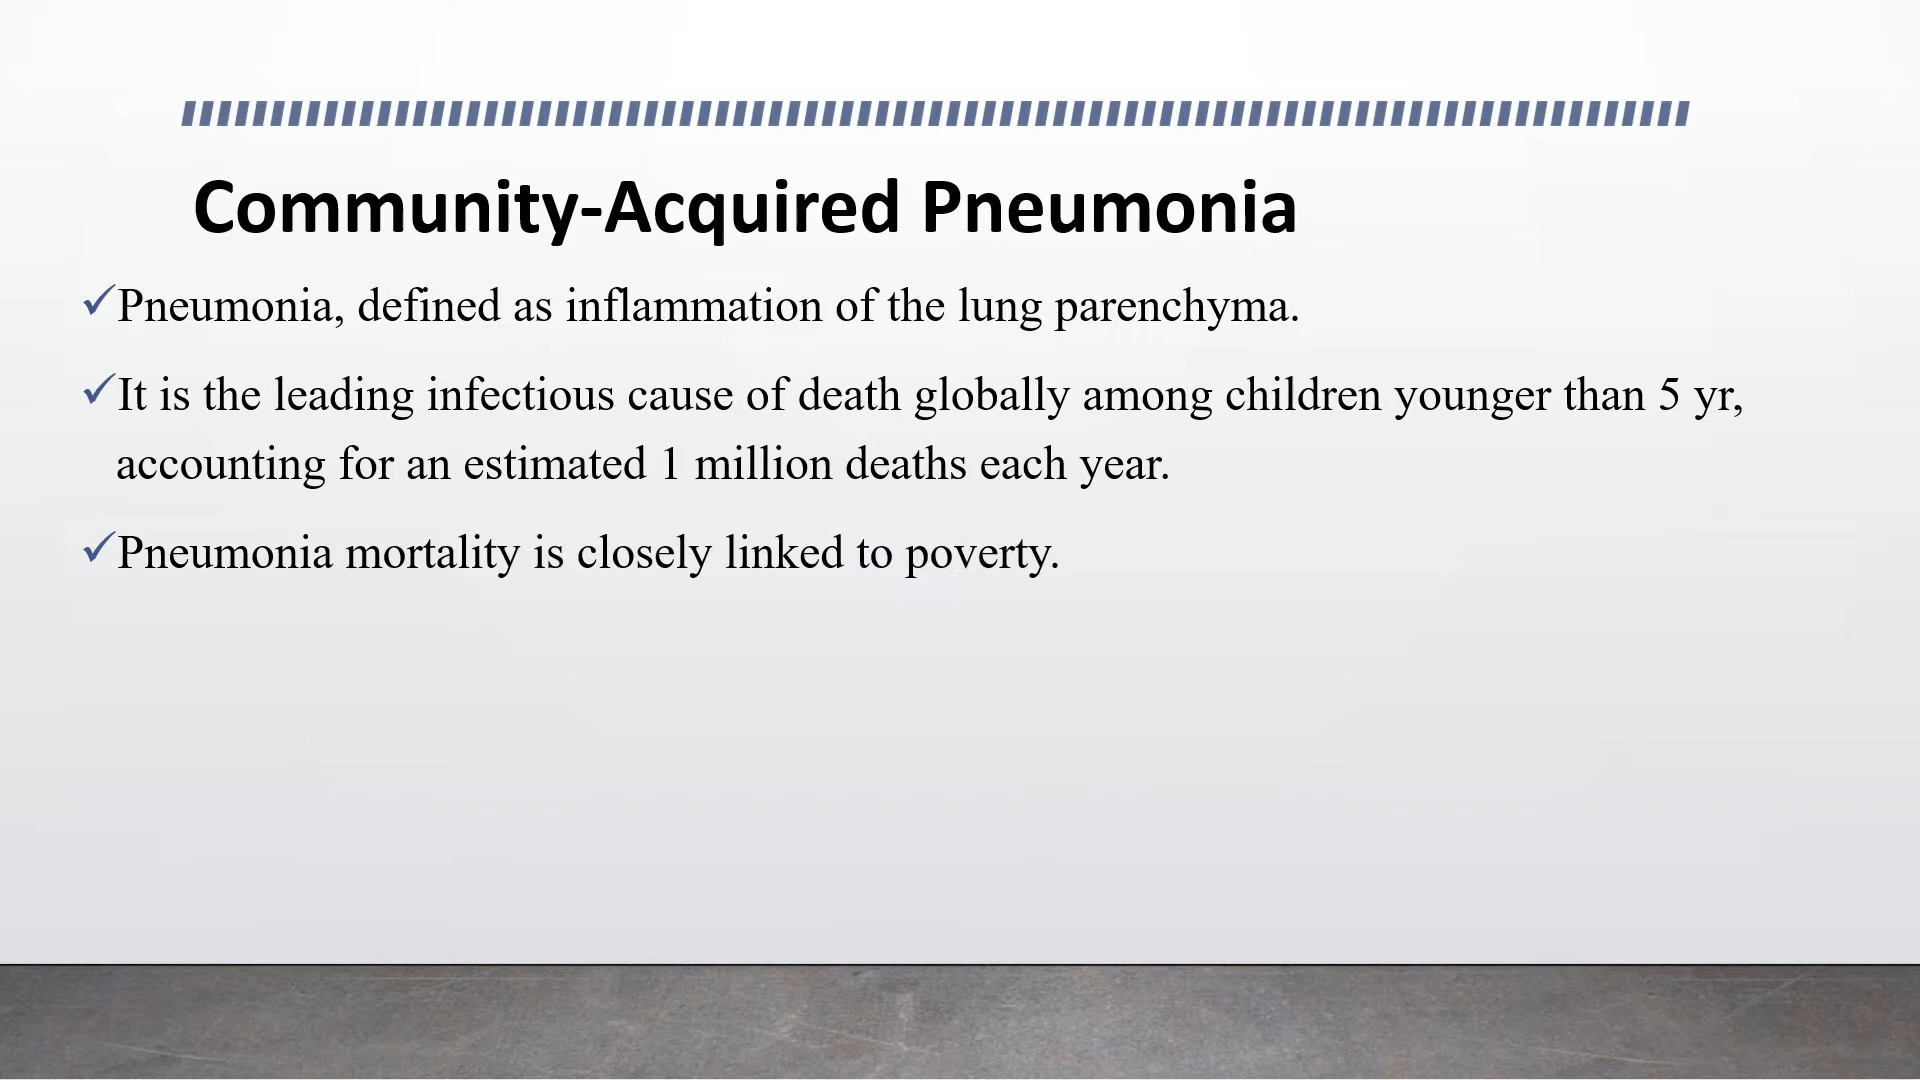 Community-Acquired Pneumonia
✓Pneumonia, defined as inflammation of the lung parenchyma.
✓It is the leading infectious cause of death globally among children younger than 5 yr,
accounting for an estimated 1 million deaths each year.
✓Pneumonia mortality is closely linked to poverty.